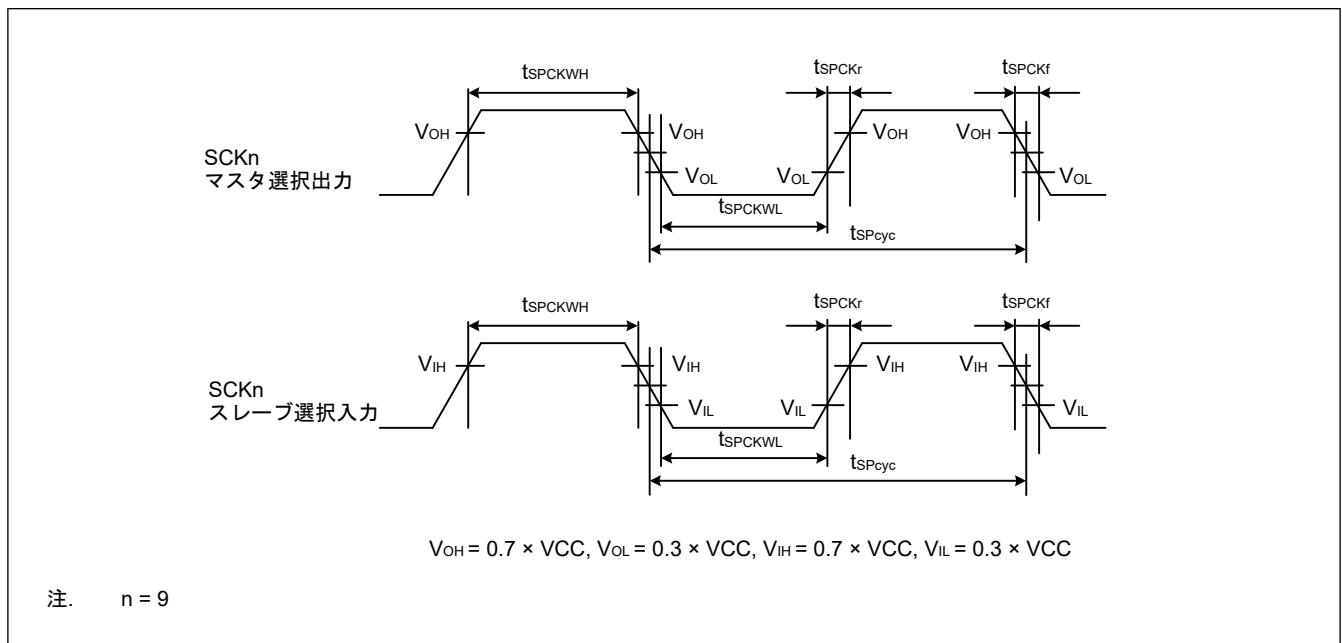 tSPCKWH tSPCKr tSPCKf
VOH VOH VOH VOH
SCKn
マスタ選択出力
VOL VOL VOL
tSPCKWL
tSPcyc
tSPCKWH tSPCKr tSPCKf
VIH VIH VIH VIH
SCKn
スレーブ選択入力
VIL VIL VIL
tSPCKWL
tSPcyc
VOH = 0.7 × VCC, VOL = 0.3 × VCC, VIH = 0.7 × VCC, VIL = 0.3 × VCC
注. n = 9